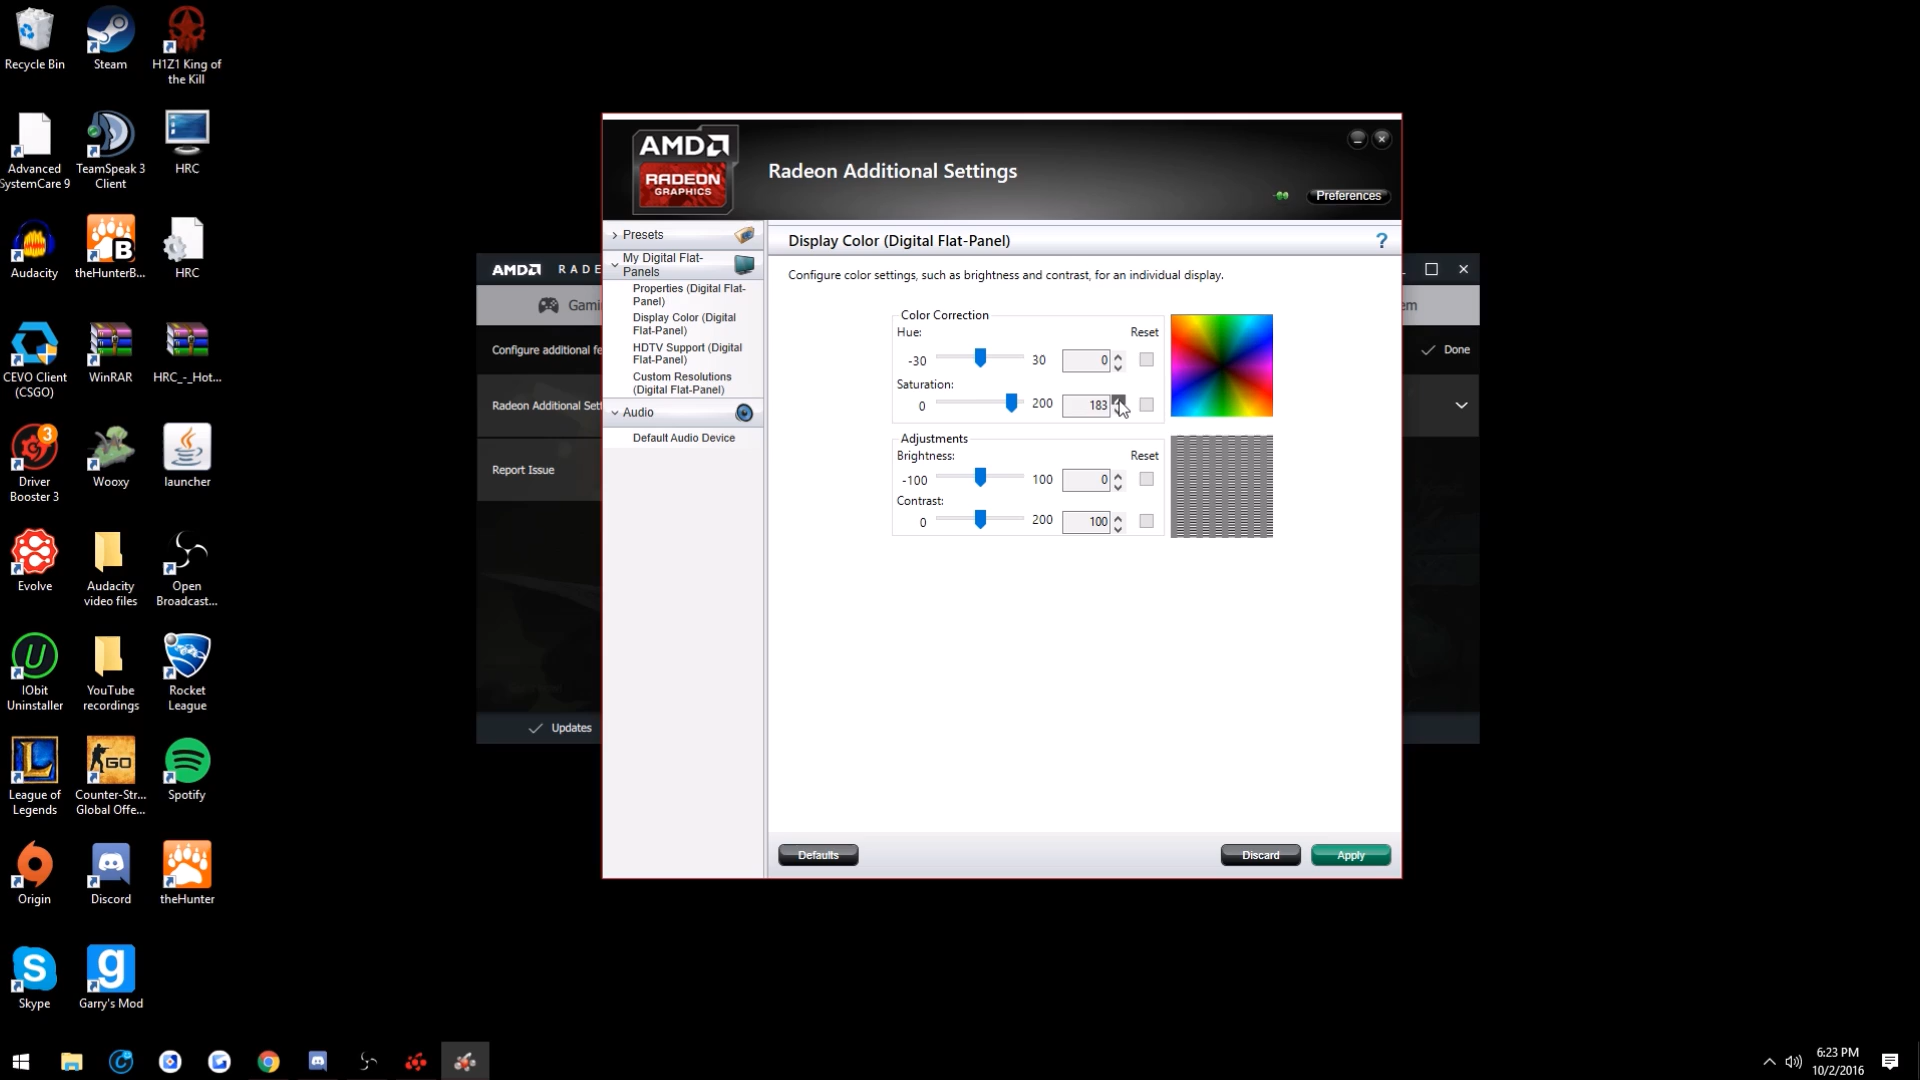 Recycle Bin
Steam
H1Z1 King of
the Kill
Advanced
SystemCare 9
TeamSpeak 3
Client
HRC
Audacity
theHunterB...
HRC
CEVO Client
(CSGO)
WinRAR
HRC_-_Hot...
3
Driver
Booster 3
Wooxy
launcher
Evolve
Audacity
video files
Open
Broadcast...
IObit
Uninstaller
YouTube
recordings
Rocket
League
League of
Legends
GO
Counter-Str...
Global Offe...
Spotify
Origin
Discord
theHunter
Skype
Garry's Mod
AMD
RADEON
GRAPHICS
Radeon Additional Settings
Preferences
Presets
My Digital Flat-
Panels
Properties (Digital Flat-
Panel)
Display Color (Digital
Flat-Panel)
HDTV Support (Digital
Flat-Panel)
Custom Resolutions
(Digital Flat-Panel)
Audio
Default Audio Device
Display Color (Digital Flat-Panel)
?
Configure color settings, such as brightness and contrast, for an individual display.
Color Correction
Hue:
Reset
-30
30
0
Saturation:
0
200
183
Adjustments
Brightness:
Reset
-100
100
0
Contrast:
0
200
100
Defaults
Discard
Apply
AMD RADE
Gami
em
Configure additional fe
Done
Radeon Additional Sett
Report Issue
Updates
6:23 PM
10/2/2016